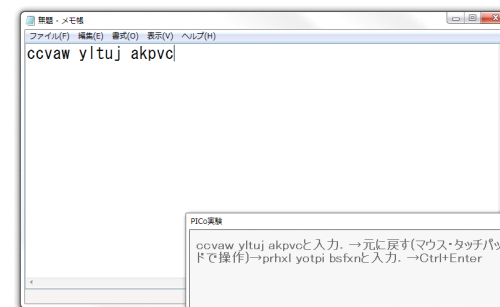 無題 - メモ帳
ファイル(F) 編集(E) 書式(O) 表示(V) ヘルプ(H)
ccvaw yltuj akpvc
PICo実験
ccvaw yltuj akpvcと入力. →元に戻す(マウス・タッチパッ
ドで操作)→prhxl yotpi bsfxnと入力. →Ctrl+Enter